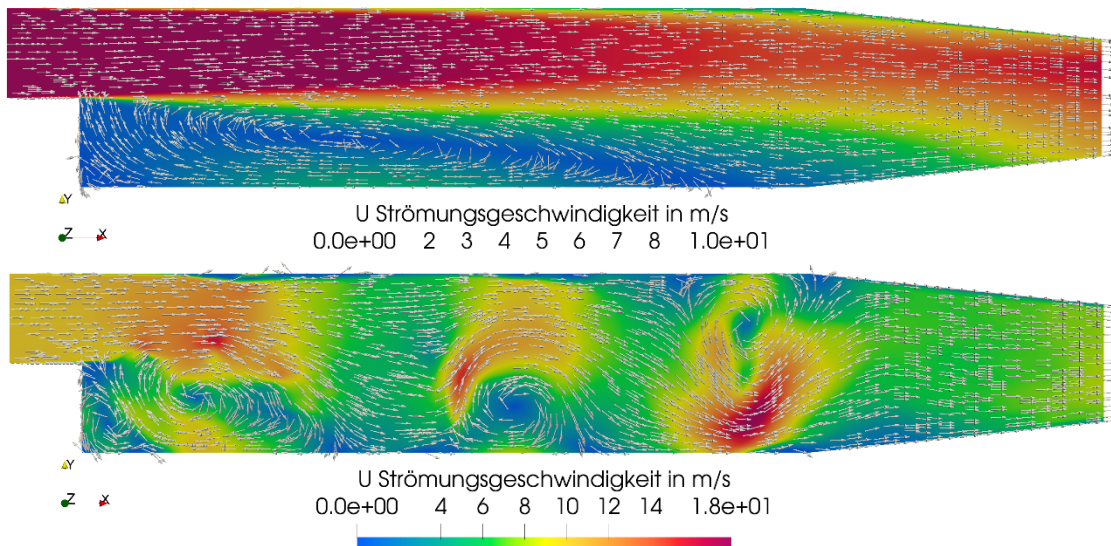 Y
Z X
U Strömungsgeschwindigkeit in m/s
0.0e+00 2 3 4 5 6 7 8 1.0e+01
Y
Z X
U Strömungsgeschwindigkeit in m/s
0.0e+00 4 6 8 10 12 14 1.8e+01